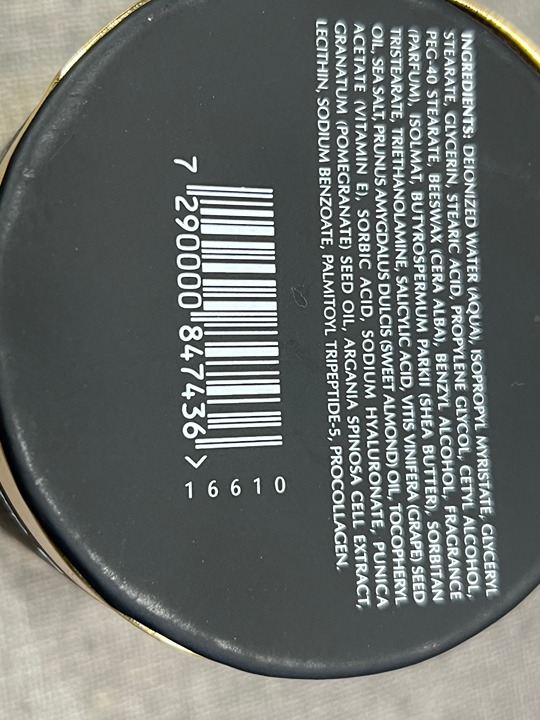 INGREDIENTS: DEIONIZED WATER (AQUA), ISOPROPYL MYRISTATE, GLYCERYL
STEARATE, GLYCERIN, STEARIC ACID, PROPYLENE GLYCOL, CETYL ALCOHOL,
PEG-40 STEARATE, BEESWAX (CERA ALBA), BENZYL ALCOHOL, FRAGRANCE
(PARFUM), ISOLMAT, BUTYROSPERMUM PARKII (SHEA BUTTER), SORBITAN
TRISTEARATE, TRIETHANOLAMINE, SALICYLIC ACID, VITIS VINIFERA (GRAPE) SEED
OIL, SEA SALT, PRUNUS AMYGDALUS DULCIS (SWEET ALMOND) OIL, TOCOPHERYL
ACETATE (VITAMIN E), SORBIC ACID, SODIUM HYALURONATE, PUNICA
GRANATUM (POMEGRANATE) SEED OIL, ARGANIA SPINOSA CELL EXTRACT,
LECITHIN, SODIUM BENZOATE, PALMITOYL TRIPEPTIDE-5, PROCOLLAGEN.
7 290000 847436 >
16610